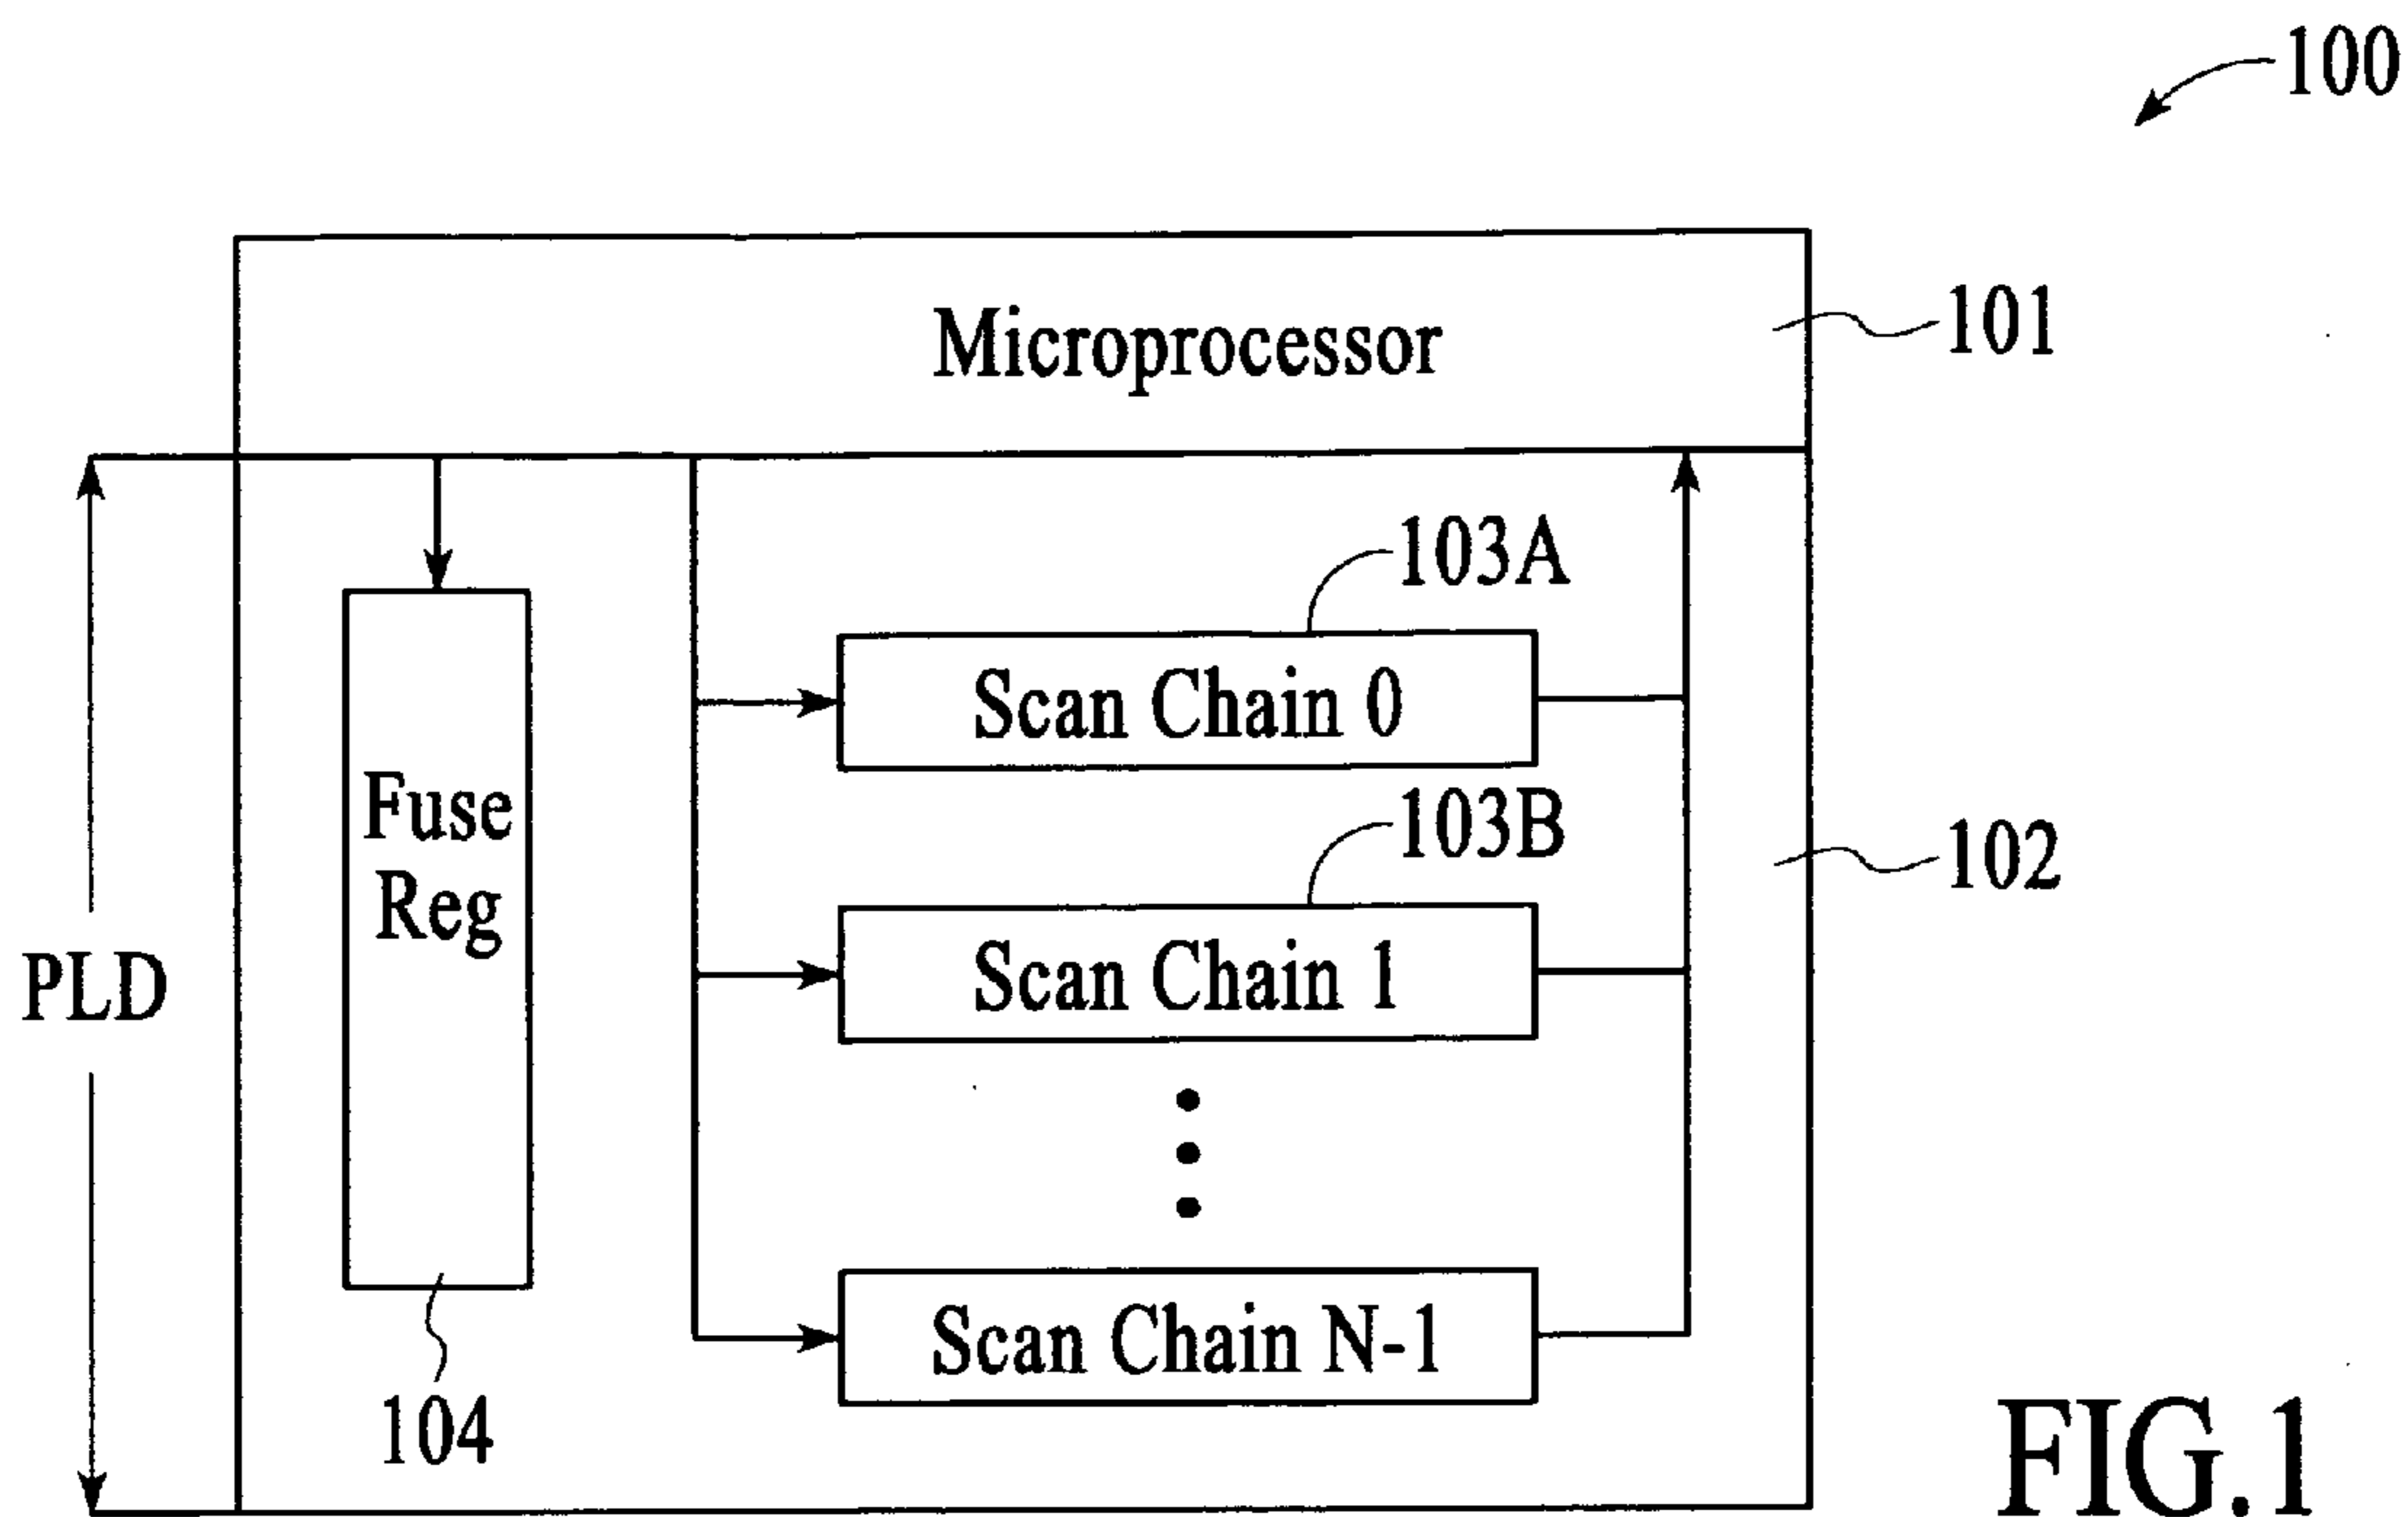 100
Microprocessor
101
103A
Scan Chain 0
103B
Fuse
Reg
102
PLD
Scan Chain 1
Scan Chain N-1
104
FIG.1